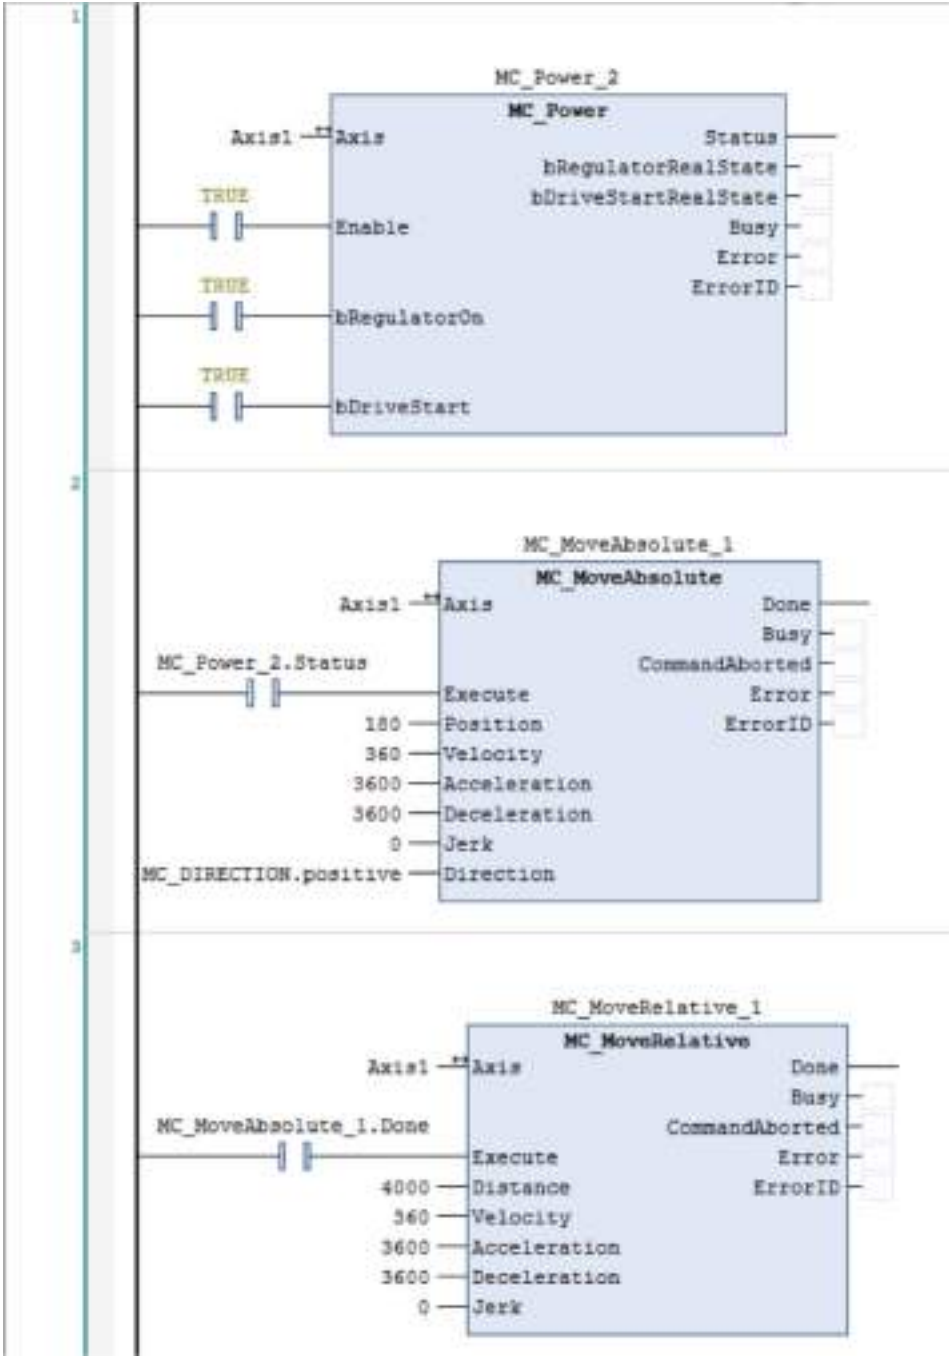 1
MC_Power_2
MC_Power
Axis1 Axis Status
bRegulatorRealState
TRUE bDriveStartRealState
Enable Busy
Error
TRUE ErrorID
bRegulatorOn
TRUE
bDriveStart
2
MC_MoveAbsolute_1
MC_MoveAbsolute
Axis1 Axis Done
Busy
MC_Power_2.Status CommandAborted
Execute Error
180 Position ErrorID
360 Velocity
3600 Acceleration
3600 Deceleration
0 Jerk
MC_DIRECTION.positive Direction
3
MC_MoveRelative_1
MC_MoveRelative
Axis1 Axis Done
Busy
MC_MoveAbsolute_1.Done CommandAborted
Execute Error
4000 Distance ErrorID
360 Velocity
3600 Acceleration
3600 Deceleration
0 Jerk